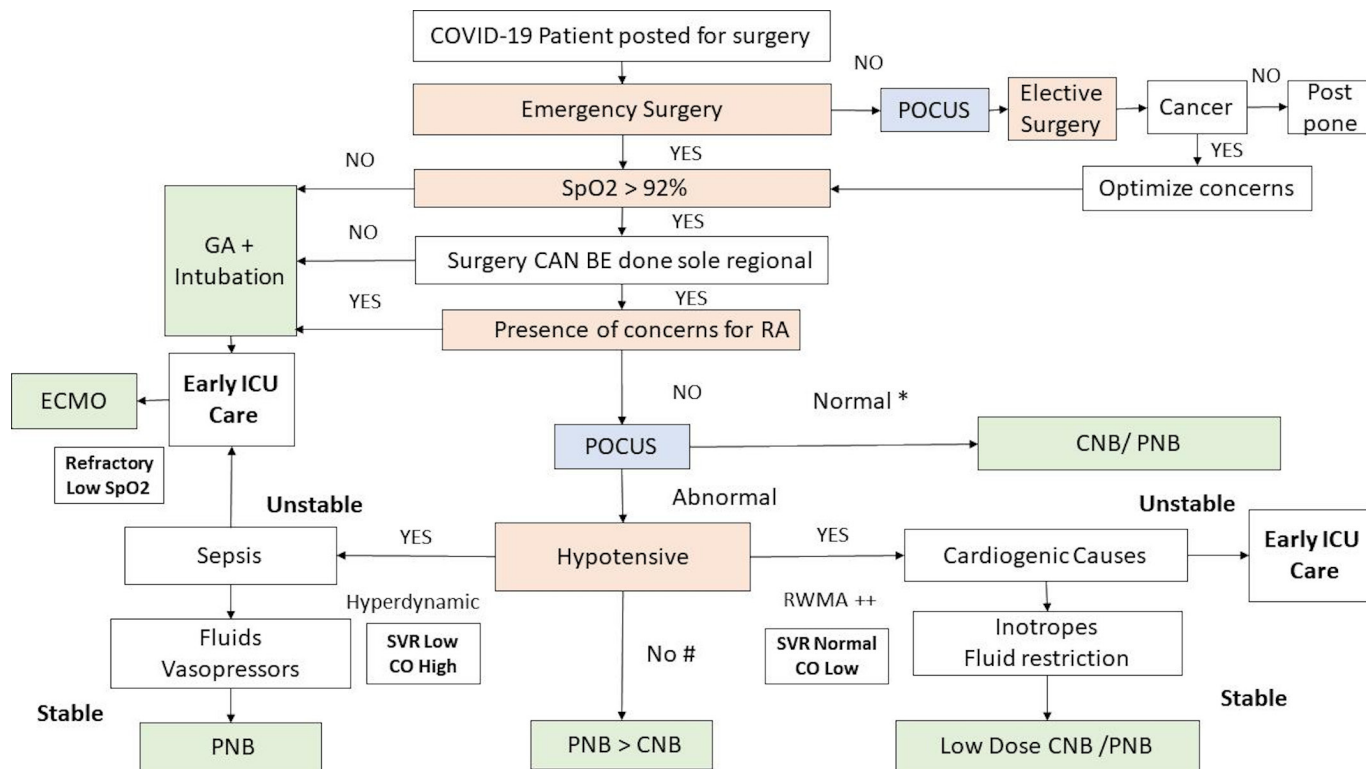 COVID-19 Patient posted for surgery
NO
Emergency Surgery
POCUS
Elective
Surgery
Cancer
NO
Post
pone
YES
YES
NO
SpO2 > 92%
Optimize concerns
YES
GA +
Intubation
NO
Surgery CAN BE done sole regional
YES
YES
Presence of concerns for RA
Early ICU
Care
ECMO
NO
Normal *
POCUS
CNB/ PNB
Refractory
Low SpO2
Abnormal
Unstable
Unstable
Sepsis
YES
Hypotensive
YES
Cardiogenic Causes
Early ICU
Care
Hyperdynamic
RWMA ++
Fluids
Vasopressors
SVR Low
CO High
No #
SVR Normal
CO Low
Inotropes
Fluid restriction
Stable
Stable
PNB
PNB > CNB
Low Dose CNB /PNB